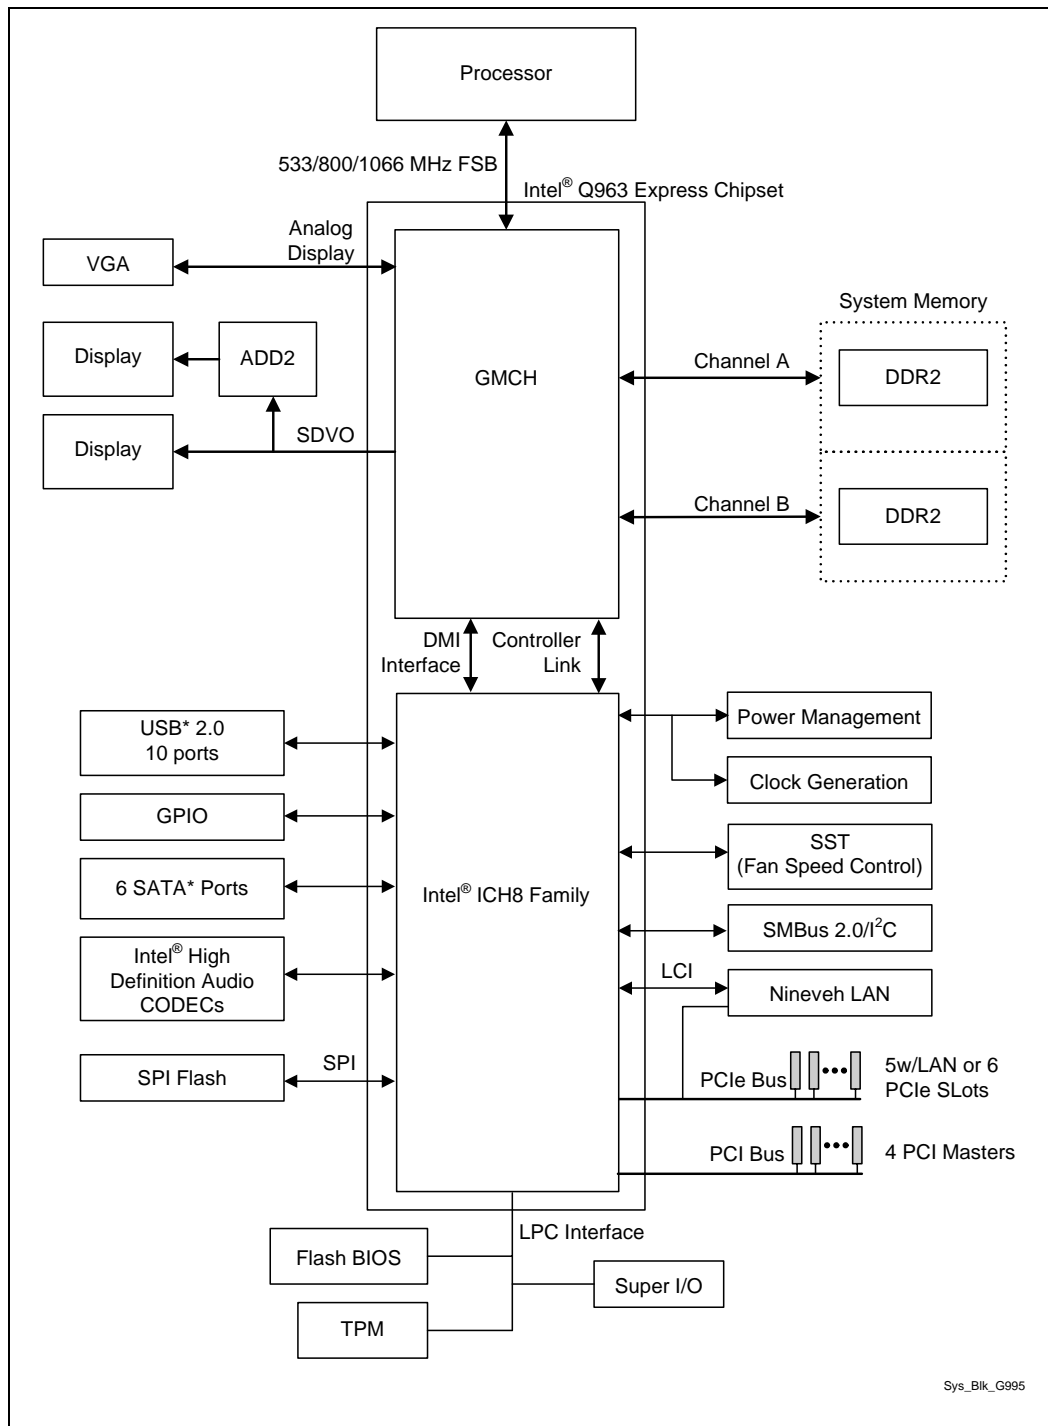 Processor
533/800/1066 MHz FSB
Intel® Q963 Express Chipset
Analog
Display
VGA
System Memory
Display
ADD2
GMCH
Channel A
DDR2
Display
SDVO
Channel B
DDR2
DMI
Interface
Controller
Link
USB* 2.0
10 ports
Power Management
Clock Generation
GPIO
SST
(Fan Speed Control)
6 SATA* Ports
Intel® ICH8 Family
SMBus 2.0/I²C
Intel® High
Definition Audio
CODECs
LCI
Nineveh LAN
SPI Flash
SPI
PCIe Bus
5w/LAN or 6
PCIe SLots
PCI Bus
4 PCI Masters
LPC Interface
Flash BIOS
Super I/O
TPM
Sys_Blk_G995